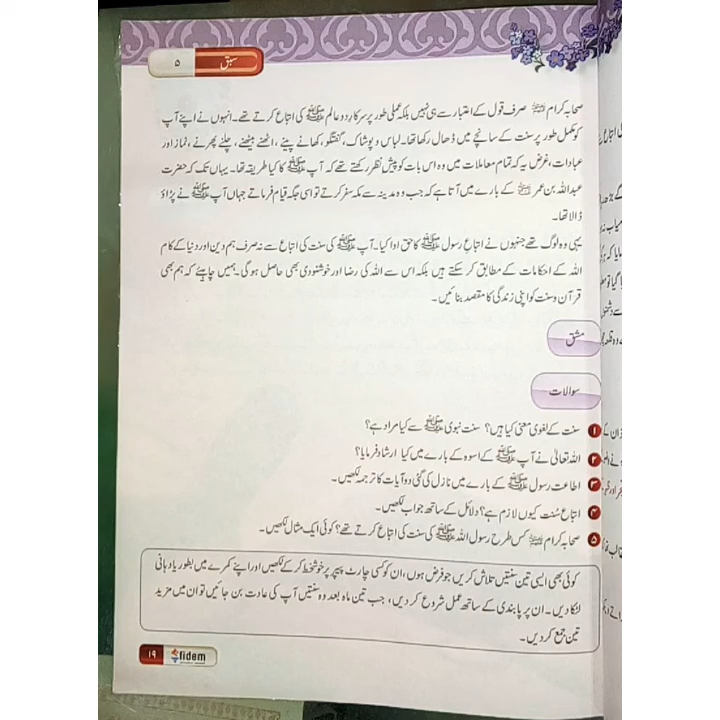 سبق ۵
صحابہ کرام صرف قول کے اعتبار سے ہی نہیں بلکہ عملی طور پر سرکارِ دو عالم ﷺ کی اتباع کرتے تھے۔ انہوں نے اپنے آپ
کو مکمل طور پر سنت کے سانچے میں ڈھال رکھا تھا۔ لباس و پوشاک، گفتگو، کھانے پینے، اٹھنے بیٹھنے، چلنے پھرنے، نماز اور
عبادات، غرض یہ کہ تمام معاملات میں وہ اس بات کو پیش نظر رکھتے تھے کہ آپ ﷺ کا کیا طریقہ تھا۔ یہاں تک کہ حضرت
عبداللہ بن عمر کے بارے میں آتا ہے کہ جب وہ مدینہ سے مکہ سفر کرتے تو اسی جگہ قیام فرماتے جہاں آپ ﷺ نے پڑاؤ
ڈالا تھا۔
یہی وہ لوگ تھے جنہوں نے اتباعِ رسول ﷺ کا حق ادا کیا۔ آپ ﷺ کی سنت کی اتباع سے نہ صرف ہم دین اور دنیا کے کام
اللہ کے احکامات کے مطابق کر سکتے ہیں بلکہ اس سے اللہ کی رضا اور خوشنودی بھی حاصل ہوگی۔ ہمیں چاہئے کہ ہم بھی
قرآن و سنت کو اپنی زندگی کا مقصد بنائیں۔
مشق
سوالات
۱ سنت کے لغوی معنی کیا ہیں؟ سنت نبوی ﷺ سے کیا مراد ہے؟
۲ اللہ تعالیٰ نے آپ ﷺ کے اسوہ کے بارے میں کیا ارشاد فرمایا؟
۳ اطاعت رسول ﷺ کے بارے میں نازل کی گئی دو آیات کا ترجمہ لکھیں۔
۴ اتباع سُنت کیوں لازم ہے؟ دلائل کے ساتھ جواب لکھیں۔
۵ صحابہ کرام کس طرح رسول اللہ ﷺ کی سنت کی اتباع کرتے تھے؟ کوئی ایک مثال لکھیں۔
کوئی بھی ایسی تین سنتیں تلاش کریں جو فرض ہوں، ان کو کسی چارٹ پیپر پر خوشخط کر کے لکھیں اور اپنے کمرے میں بطور یاددہانی
لٹکا دیں۔ ان پر پابندی کے ساتھ عمل شروع کر دیں، جب تین ماہ بعد وہ سنتیں آپ کی عادت بن جائیں تو ان میں مزید
تین جمع کر دیں۔
۱۹ fidem